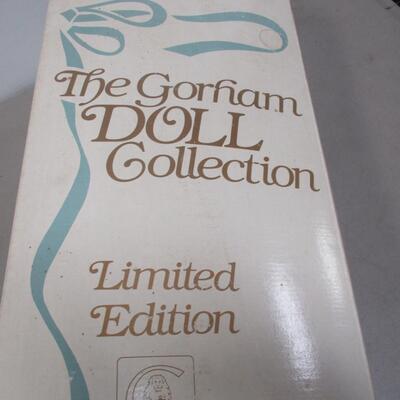 The Gorham
DOLL
Collection
Limited
Edition
G